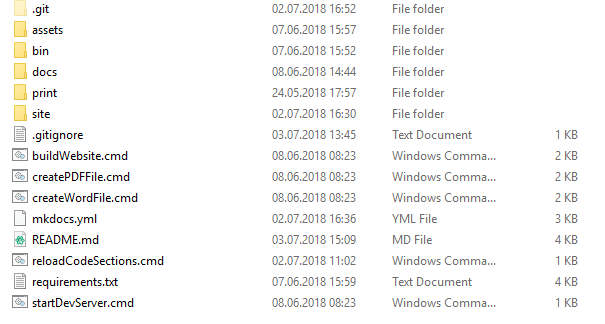 .git 02.07.2018 16:52 File folder
assets 07.06.2018 15:57 File folder
bin 07.06.2018 15:52 File folder
docs 08.06.2018 14:44 File folder
print 24.05.2018 17:57 File folder
site 02.07.2018 16:30 File folder
.gitignore 03.07.2018 13:45 Text Document 1 KB
buildWebsite.cmd 08.06.2018 08:23 Windows Comma... 2 KB
createPDFFile.cmd 08.06.2018 08:23 Windows Comma... 2 KB
createWordFile.cmd 08.06.2018 08:23 Windows Comma... 2 KB
mkdocs.yml 02.07.2018 16:36 YML File 3 KB
README.md 03.07.2018 15:09 MD File 4 KB
reloadCodeSections.cmd 02.07.2018 11:02 Windows Comma... 1 KB
requirements.txt 07.06.2018 15:59 Text Document 4 KB
startDevServer.cmd 08.06.2018 08:23 Windows Comma... 1 KB